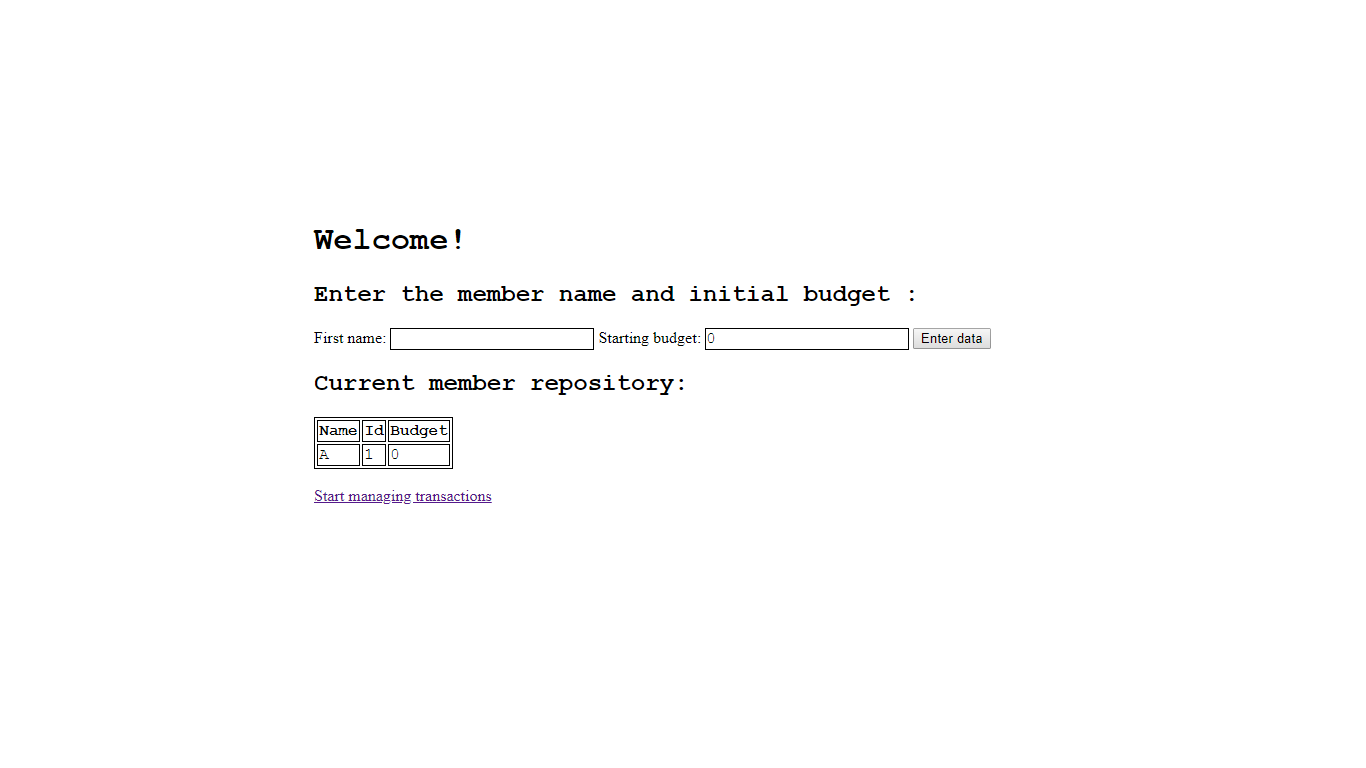 Welcome!
Enter the member name and initial budget :
First name: Starting budget: 0 Enter data
Current member repository:
Name Id Budget
A 1 0
Start managing transactions